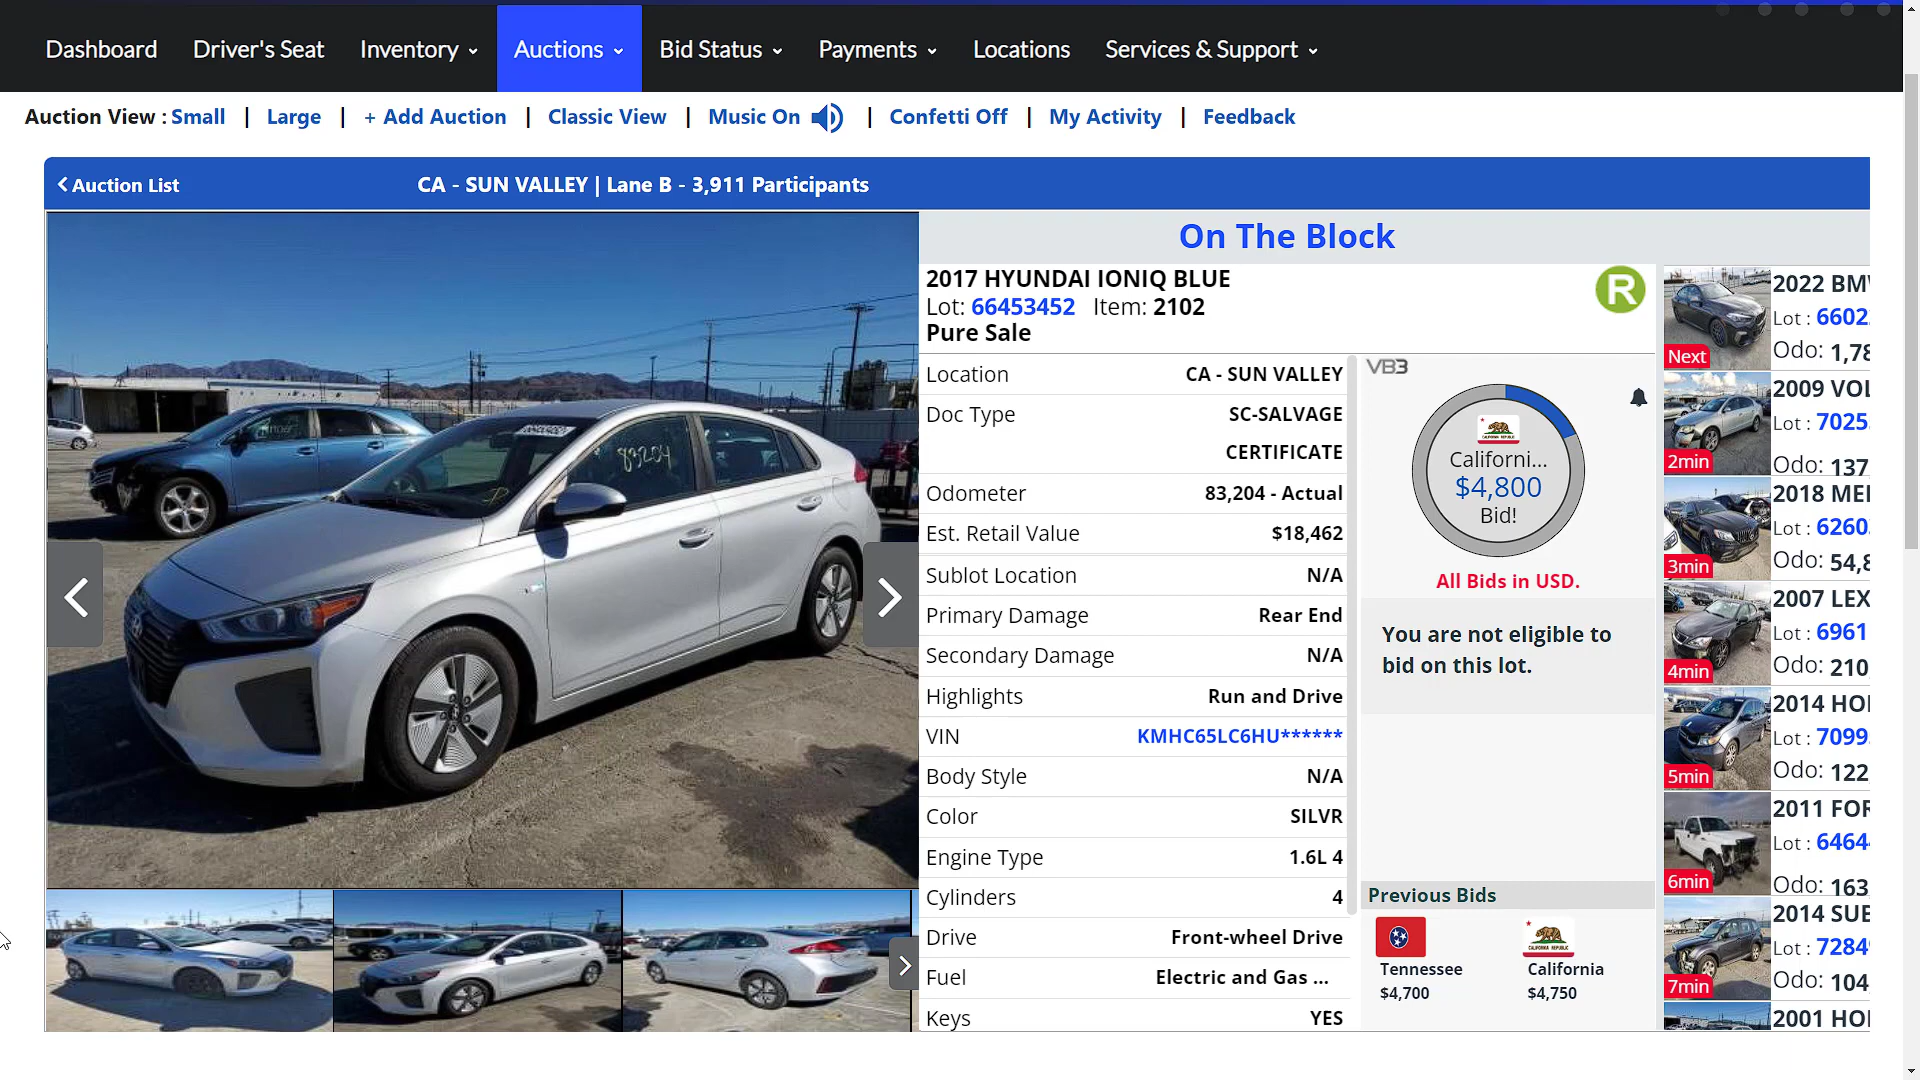 Dashboard
Driver's Seat
Inventory
Auctions
Bid Status
Payments
Locations
Services & Support
Auction View : Small | Large | + Add Auction | Classic View | Music On | Confetti Off | My Activity | Feedback
Auction List
CA - SUN VALLEY | Lane B - 3,911 Participants
On The Block
2017 HYUNDAI IONIQ BLUE
Lot: 66453452 Item: 2102
Pure Sale
R
83204
Location CA - SUN VALLEY
Doc Type SC-SALVAGE
CERTIFICATE
Odometer 83,204 - Actual
Est. Retail Value $18,462
Sublot Location N/A
Primary Damage Rear End
Secondary Damage N/A
Highlights Run and Drive
VIN KMHC65LC6HU******
Body Style N/A
Color SILVR
Engine Type 1.6L 4
Cylinders 4
Drive Front-wheel Drive
Fuel Electric and Gas ...
Keys YES
VB3
Californi...
$4,800
Bid!
All Bids in USD.
You are not eligible to
bid on this lot.
Previous Bids
Tennessee
$4,700
California
$4,750
2022 BMW
Lot : 6602
Odo: 1,78
Next
2009 VOL
Lot : 7025
Odo: 137
2min
2018 MER
Lot : 6260
Odo: 54,8
3min
2007 LEX
Lot : 6961
Odo: 210
4min
2014 HO
Lot : 7099
Odo: 122
5min
2011 FOR
Lot : 6464
Odo: 163
6min
2014 SUB
Lot : 7284
Odo: 104
7min
2001 HO